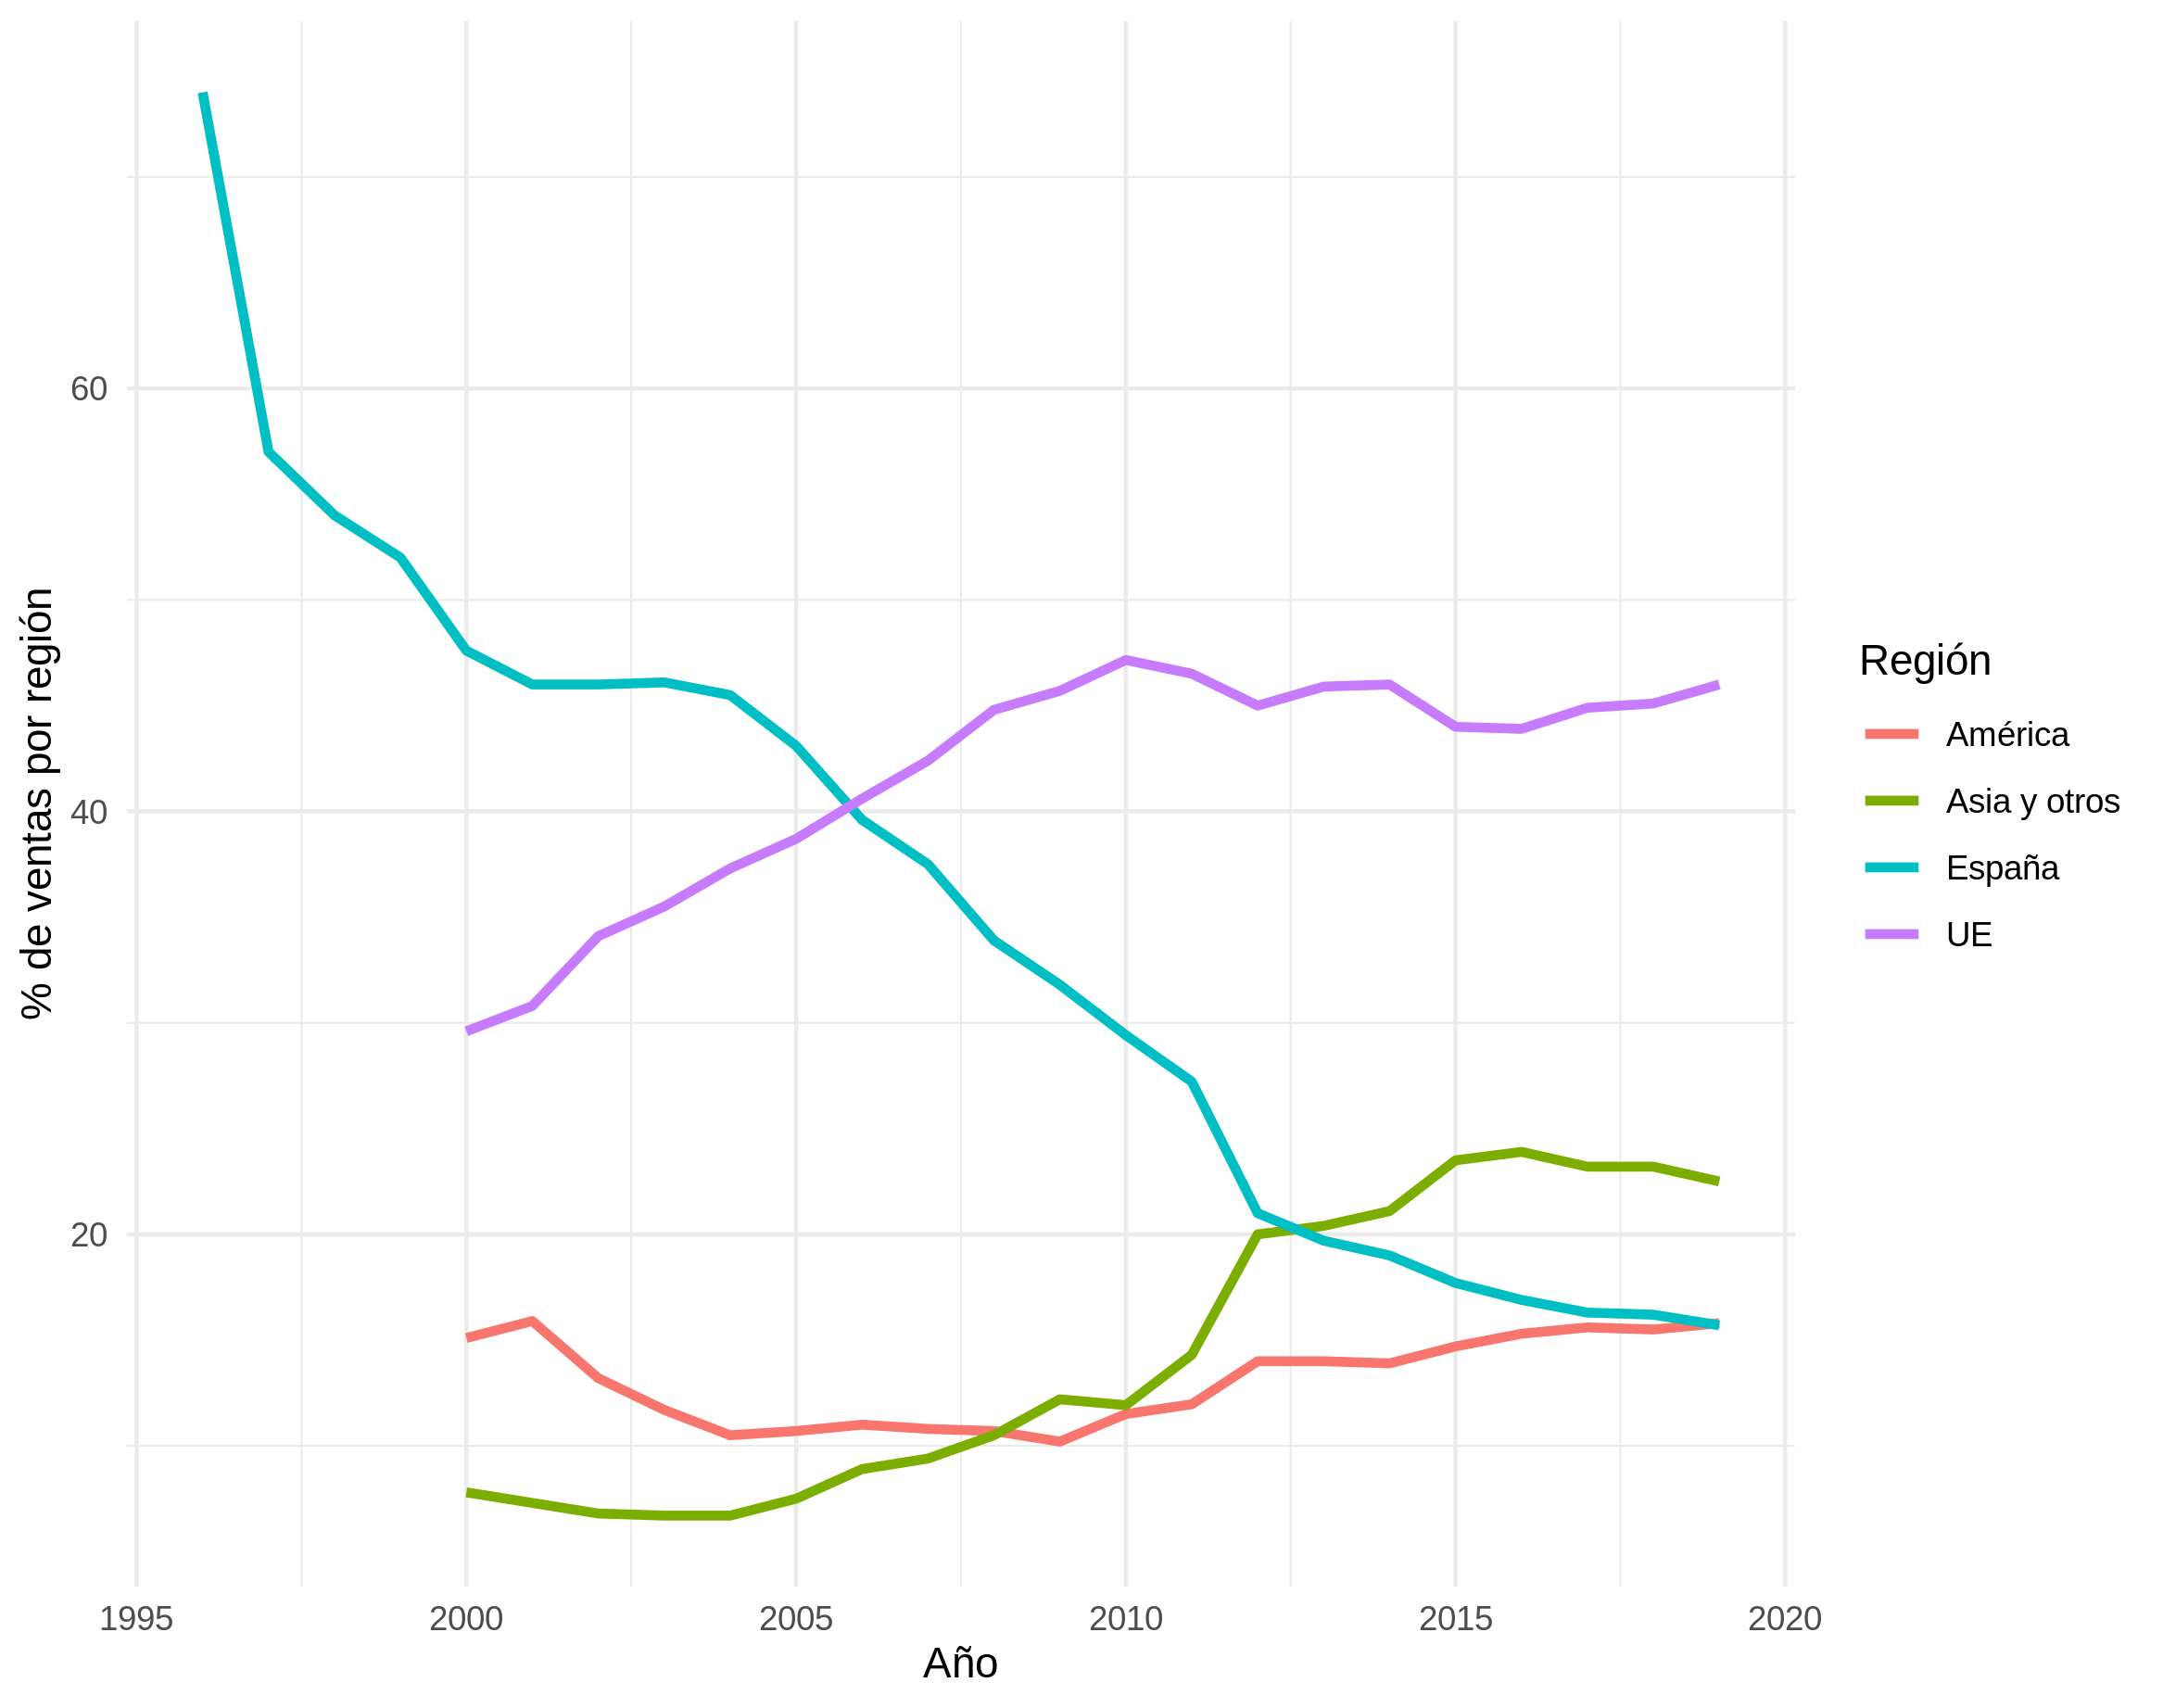 % de ventas por región
60
40
20
1995
2000
2005
2010
2015
2020
Año
Región
América
Asia y otros
España
UE